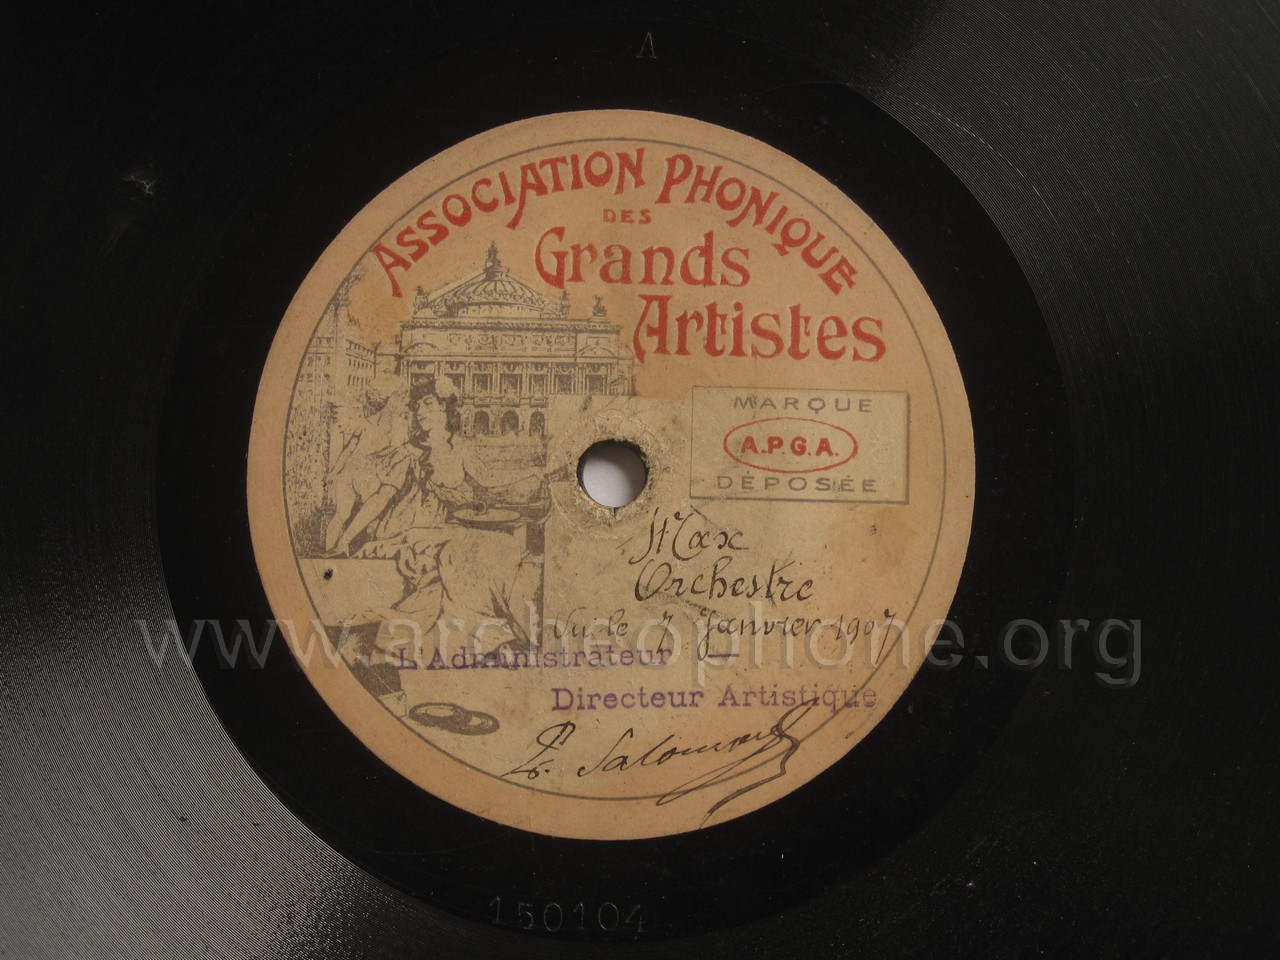 Λ
ASSOCIATION PHONIQUE
DES
Grands
Artistes
MARQUE
A.P.G.A.
DÉPOSÉE
Max
Orchestre
Vu le 7 Janvier 1907
www.archeophone.org
L'Administrateur —
Directeur Artistique
P. Salomon
150104